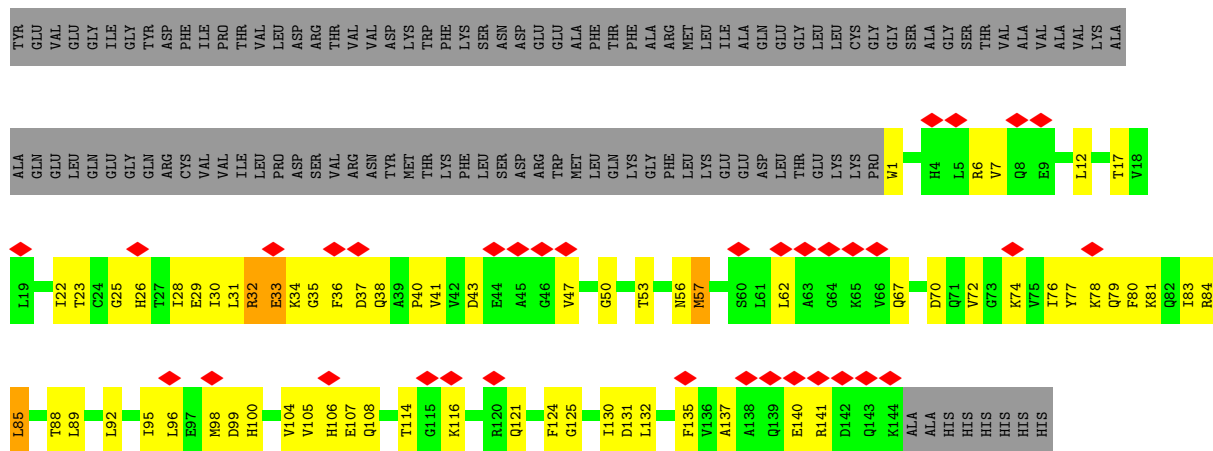 TYR GLU VAL GLU GLY ILE GLY TYR ASP PHE ILE PRO THR VAL LEU ASP ARG THR VAL VAL ASP LYS TRP PHE LYS SER ASN ASP GLU GLU ALA PHE THR PHE ALA ARG MET LEU ILE ALA GLN GLU GLY LEU LEU CYS GLY GLY SER ALA GLY SER THR VAL ALA VAL ALA VAL LYS ALA
ALA GLN GLU LEU GLN GLU GLY GLN ARG CYS VAL VAL ILE LEU PRO ASP SER VAL ARG ASN TYR MET THR LYS PHE LEU SER ASP ARG TRP MET LEU GLN LYS GLY PHE LEU LYS GLU GLU ASP LEU THR GLU LYS LYS PRO W1 H4 L5 R6 V7 Q8 E9 L12 T17 V18
L19 I22 T23 C24 G25 H26 T27 I28 E29 I30 L31 R32 E33 K34 G35 F36 D37 Q38 A39 P40 V41 V42 D43 E44 A45 G46 V47 G50 T53 N56 M57 S60 L61 L62 A63 G64 K65 V66 Q67 D70 Q71 V72 G73 K74 V75 I76 Y77 K78 Q79 F80 K81 Q82 I83 R84
L85 T88 L89 L92 I95 L96 E97 M98 D99 H100 V104 V105 H106 E107 Q108 T114 G115 K116 R120 Q121 F124 G125 I130 D131 L132 F135 V136 A137 A138 Q139 E140 R141 D142 Q143 K144 ALA ALA HIS HIS HIS HIS HIS HIS